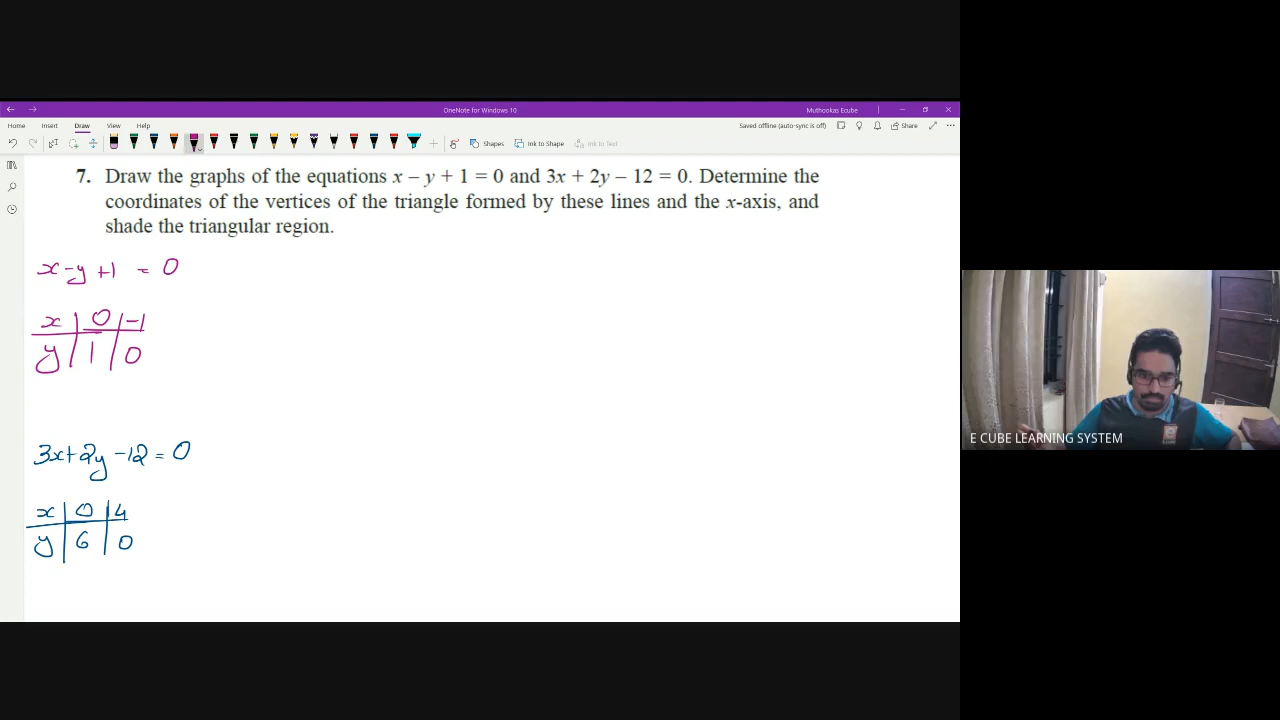 OneNote for Windows 10
Muthookas Ecube
Home Insert Draw View Help
Saved offline (auto-sync is off)
Share
Shapes
Ink to Shape
Ink to Text
7. Draw the graphs of the equations x – y + 1 = 0 and 3x + 2y – 12 = 0. Determine the
coordinates of the vertices of the triangle formed by these lines and the x-axis, and
shade the triangular region.
x - y + 1 = 0
x | 0 | -1
y | 1 | 0
3x + 2y - 12 = 0
x | 0 | 4
y | 6 | 0
E CUBE LEARNING SYSTEM